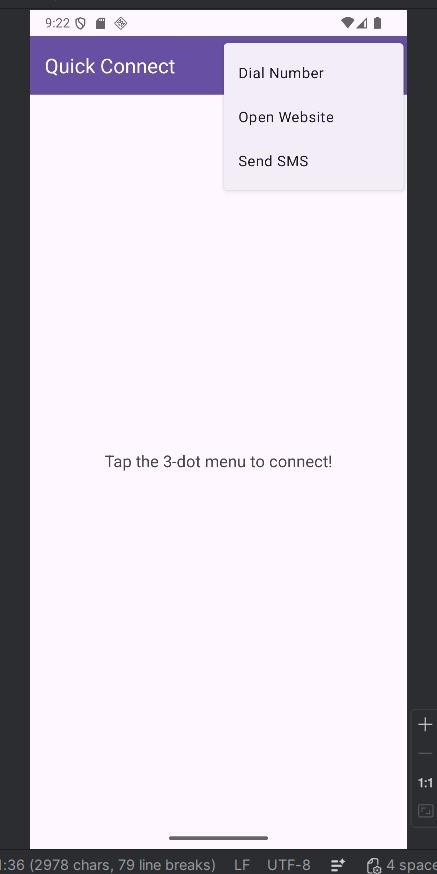 9:22
Quick Connect
Dial Number
Open Website
Send SMS
Tap the 3-dot menu to connect!
1:1
:36 (2978 chars, 79 line breaks) LF UTF-8 4 space